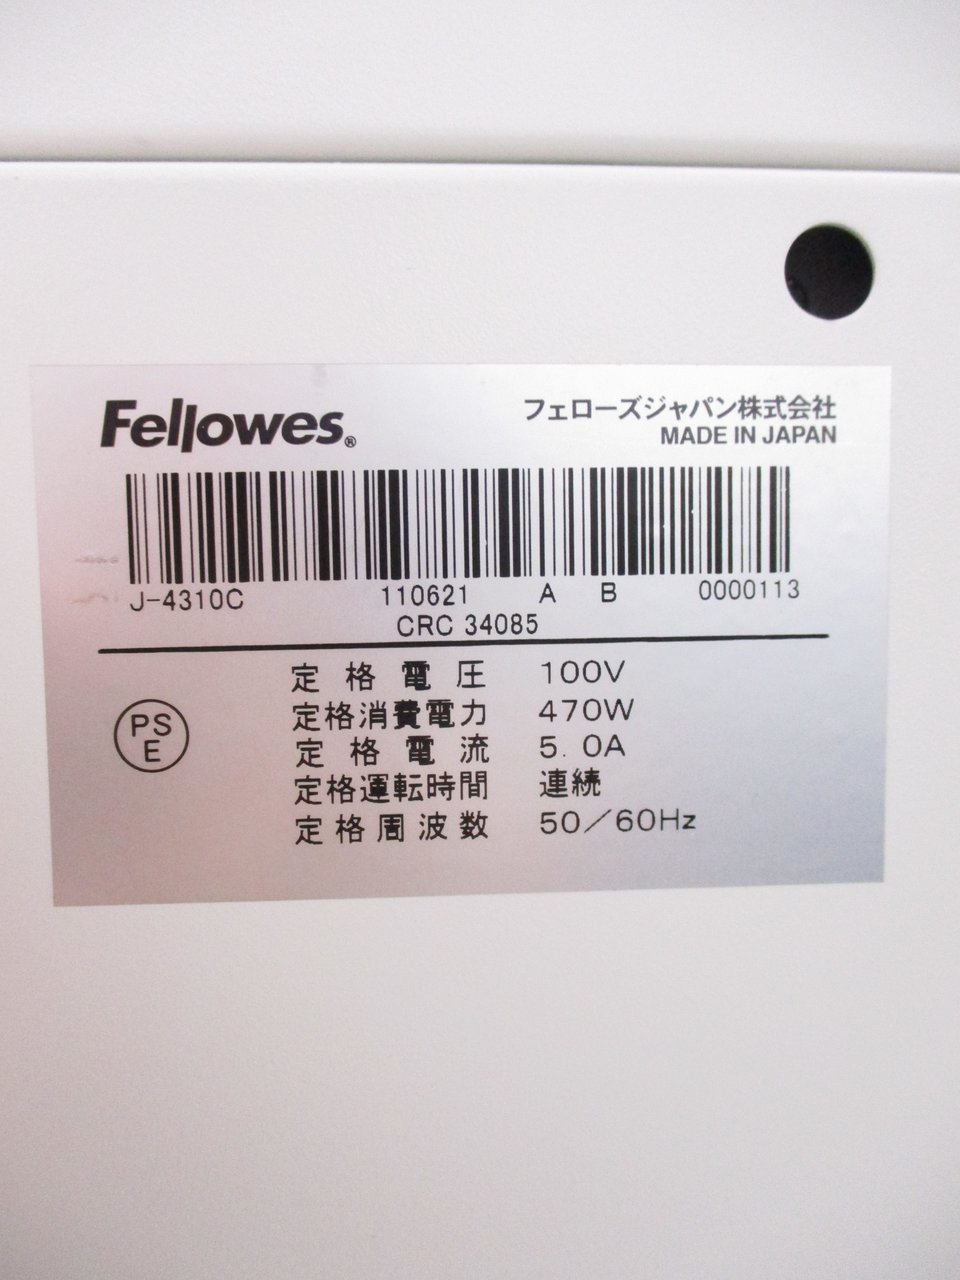 Fellowes®
フェローズジャパン株式会社
MADE IN JAPAN
J-4310C 110621 A B 0000113
CRC 34085
PS
E
定格電圧 100V
定格消費電力 470W
定格電流 5.0A
定格運転時間 連続
定格周波数 50/60Hz